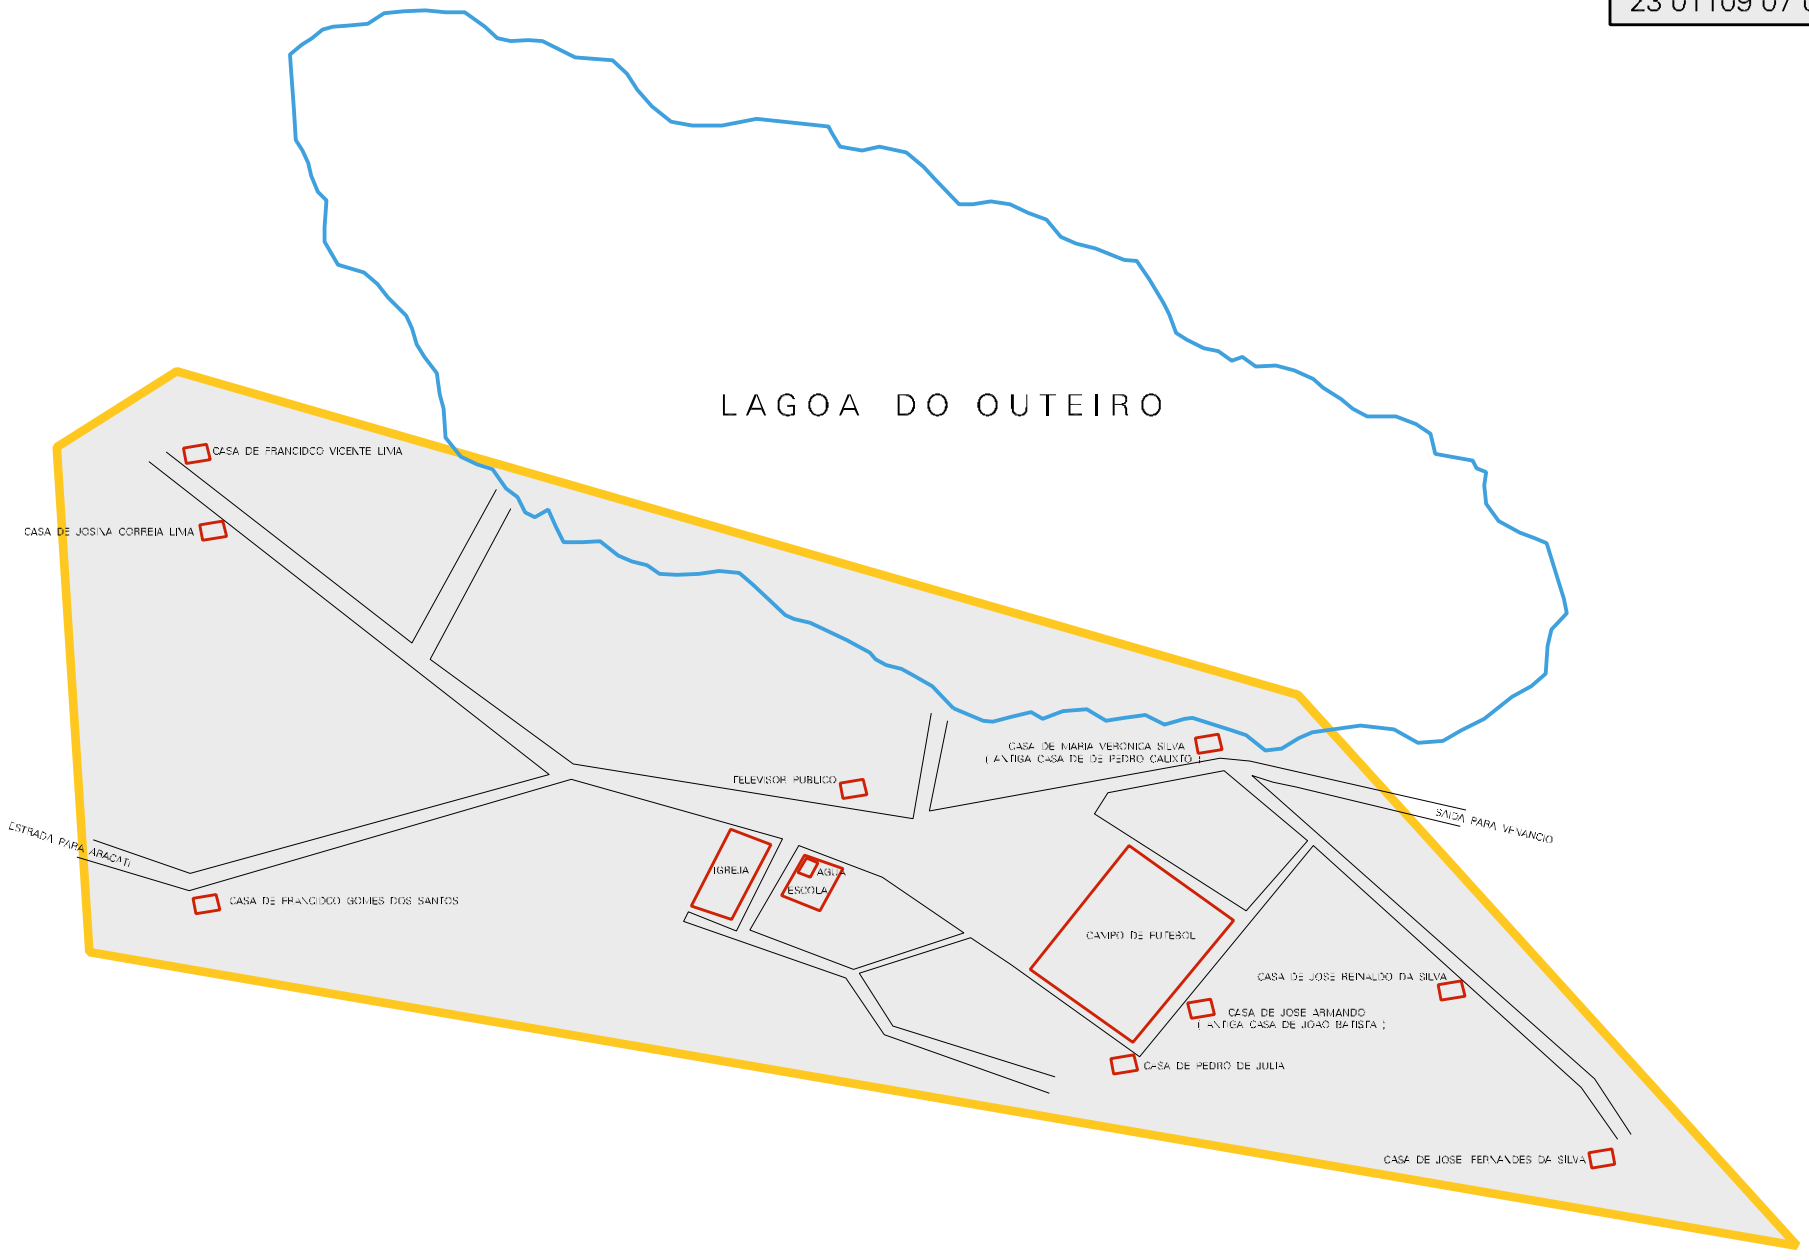 23 01109 07
LAGOA DO OUTEIRO
CASA DE FRANCIDCO VICENTE LIMA
CASA DE JOSINA CORREIA LIMA
CASA DE MARIA VERONICA SILVA
( ANTIGA CASA DE DE PEDRO CALIXTO )
TELEVISOR PUBLICO
SAIDA PARA VENANCIO
ESTRADA PARA ARACATI
IGREJA
AGUA
ESCOLA
CASA DE FRANCIDCO GOMES DOS SANTOS
CAMPO DE FUTEBOL
CASA DE JOSE REINALDO DA SILVA
CASA DE JOSE ARMANDO
( ANTIGA CASA DE JOAO BATISTA )
CASA DE PEDRO DE JULIA
CASA DE JOSE FERNANDES DA SILVA